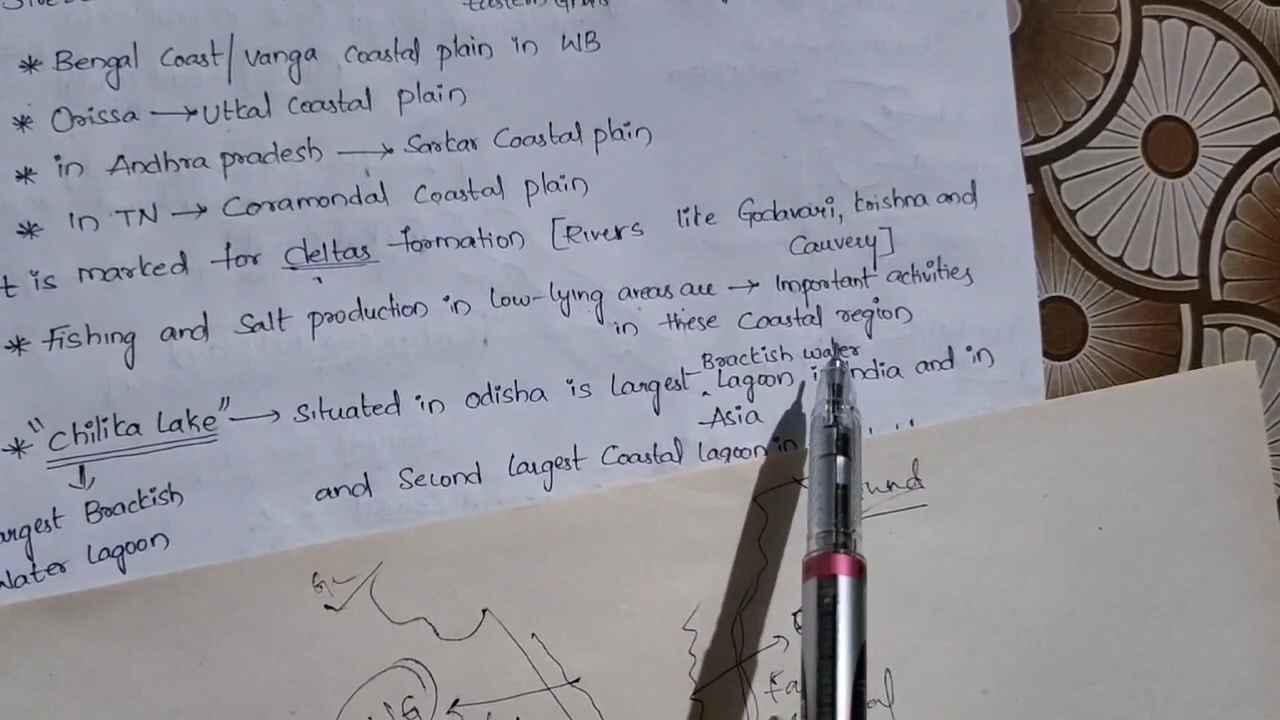 * Bengal Coast/Vanga Coastal plain in WB
* Orissa → Utkal Coastal plain
* in Andhra pradesh → Sarkar Coastal plain
* In TN → Coramondal Coastal plain
t is marked for deltas formation [Rivers like Godavari, krishna and
Cauvery]
* Fishing and Salt production in low-lying areas are → Important activities
in these Coastal region
Brackish water
* "Chilika Lake" → Situated in odisha is Largest Lagoon in India and in
Asia
and Second largest Coastal lagoon in
argest Brackish
Water Lagoon